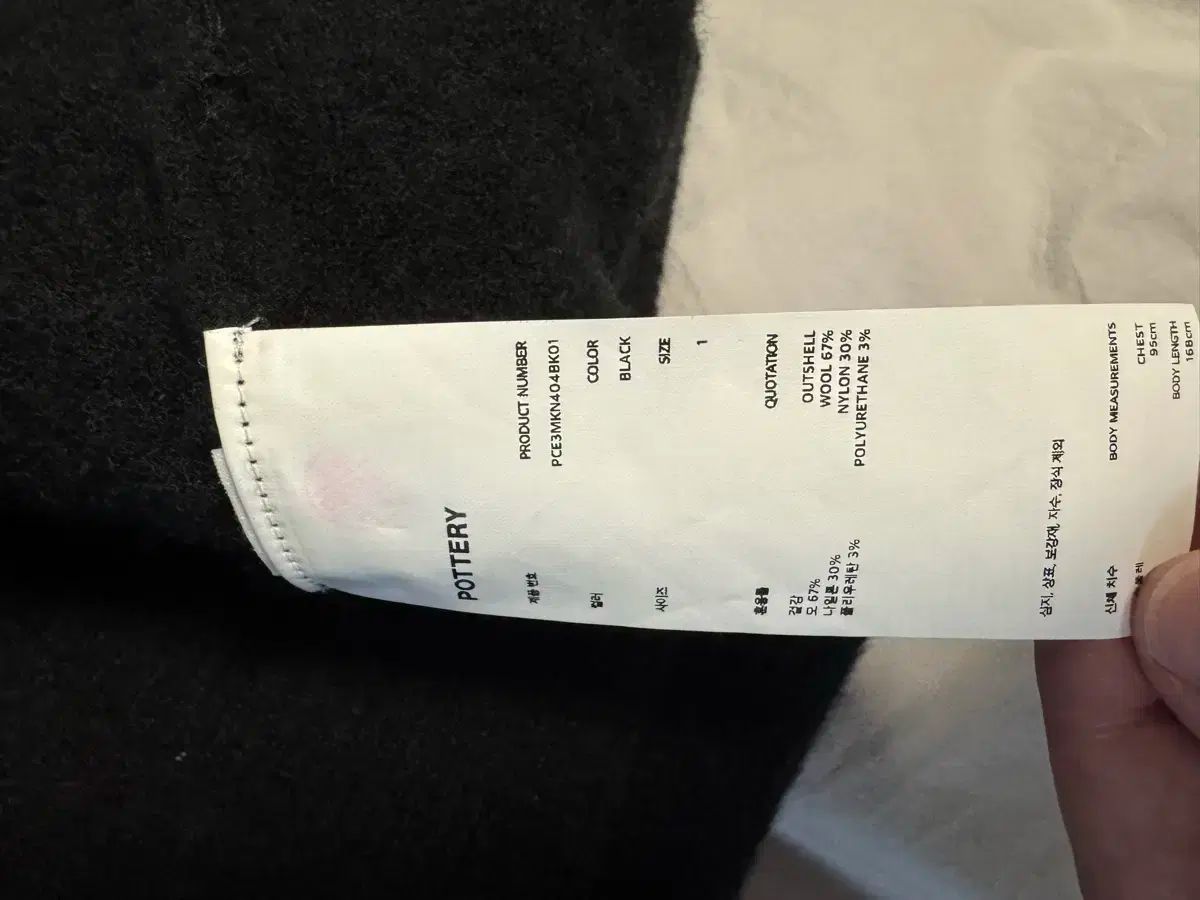 POTTERY
제품번호 PRODUCT NUMBER
PCE3MKN404BK01
컬러 COLOR
BLACK
사이즈 SIZE
1
혼용률 QUOTATION
겉감 OUTSHELL
모 67% WOOL 67%
나일론 30% NYLON 30%
폴리우레탄 3% POLYURETHANE 3%
심지, 상표, 보강재, 자수, 장식 제외
신체 치수 BODY MEASUREMENTS
CHEST
95cm
BODY LENGTH
168cm